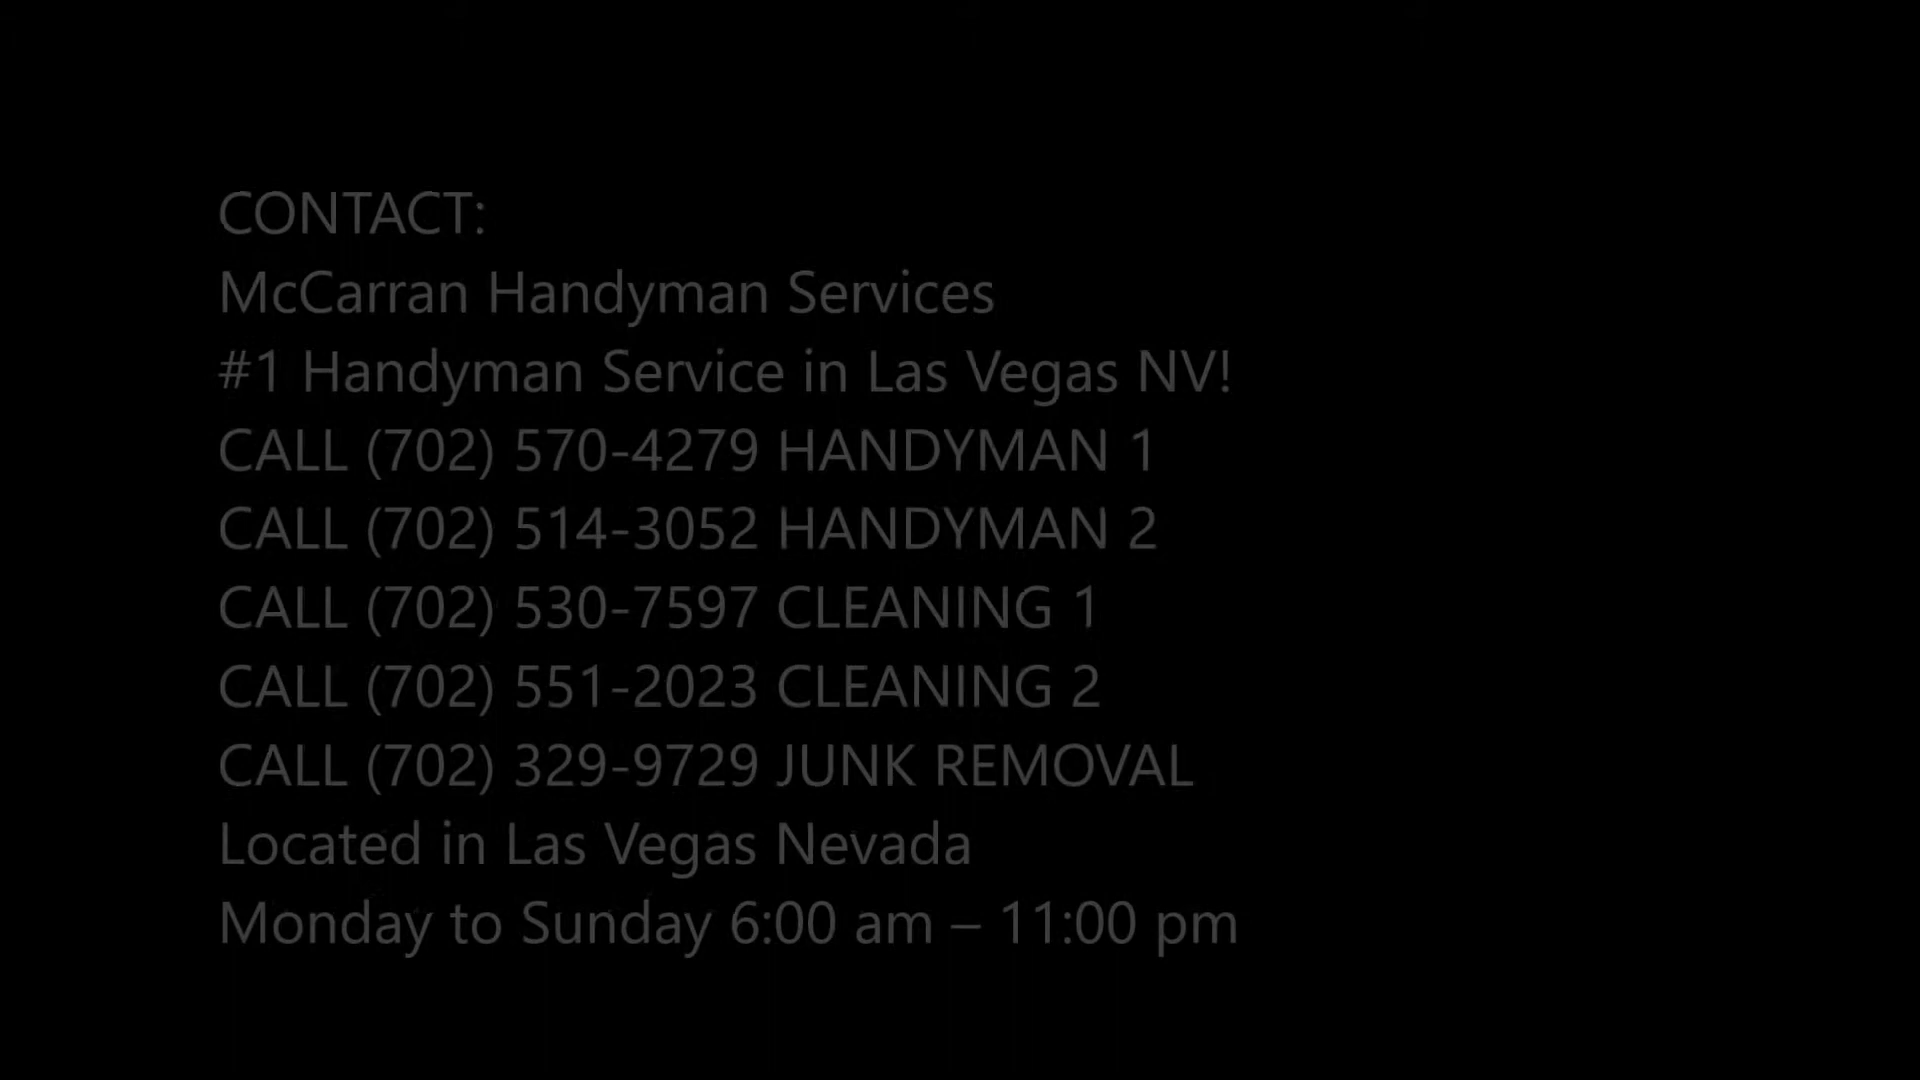 CONTACT:
McCarran Handyman Services
#1 Handyman Service in Las Vegas NV!
CALL (702) 570-4279 HANDYMAN 1
CALL (702) 514-3052 HANDYMAN 2
CALL (702) 530-7597 CLEANING 1
CALL (702) 551-2023 CLEANING 2
CALL (702) 329-9729 JUNK REMOVAL
Located in Las Vegas Nevada
Monday to Sunday 6:00 am – 11:00 pm